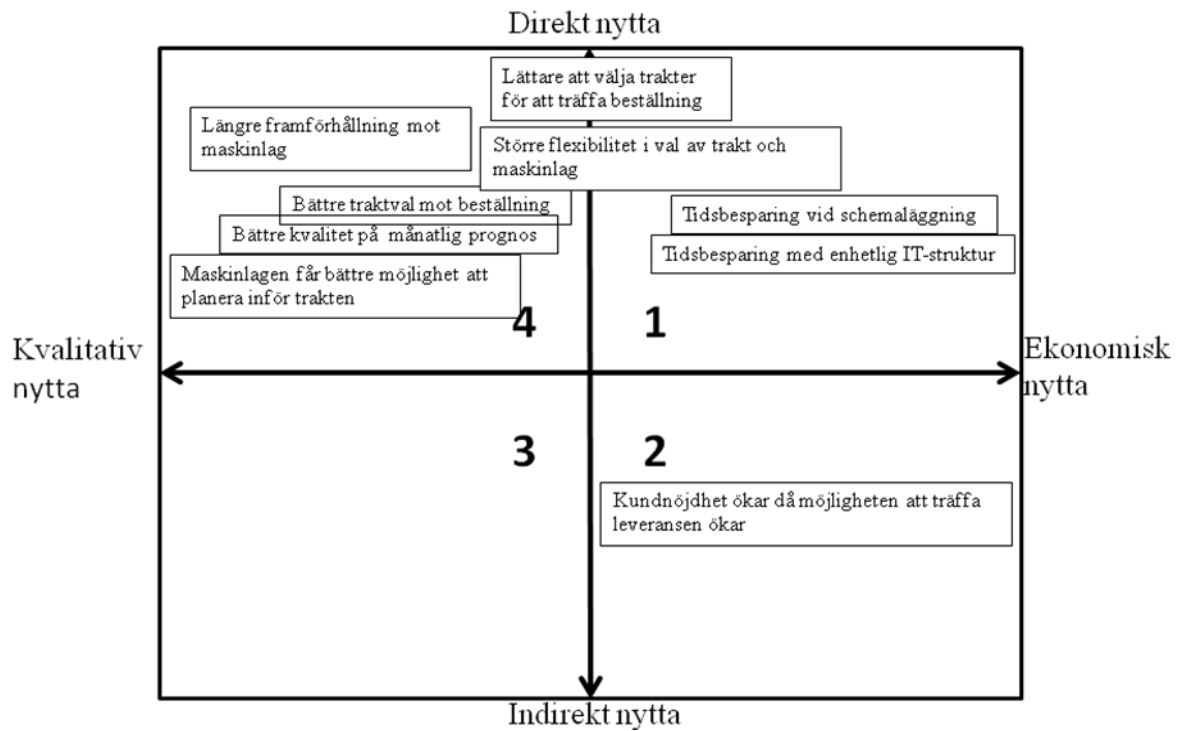 Direkt nytta
Lättare att välja trakter
för att träffa beställning
Längre framförhållning mot
maskinlag
Större flexibilitet i val av trakt och
maskinlag
Bättre traktval mot beställning
Tidsbesparing vid schemaläggning
Bättre kvalitet på månatlig prognos
Tidsbesparing med enhetlig IT-struktur
Maskinlagen får bättre möjlighet att
planera inför trakten
4
1
Kvalitativ
nytta
Ekonomisk
nytta
3
2
Kundnöjdhet ökar då möjligheten att träffa
leveransen ökar
Indirekt nytta